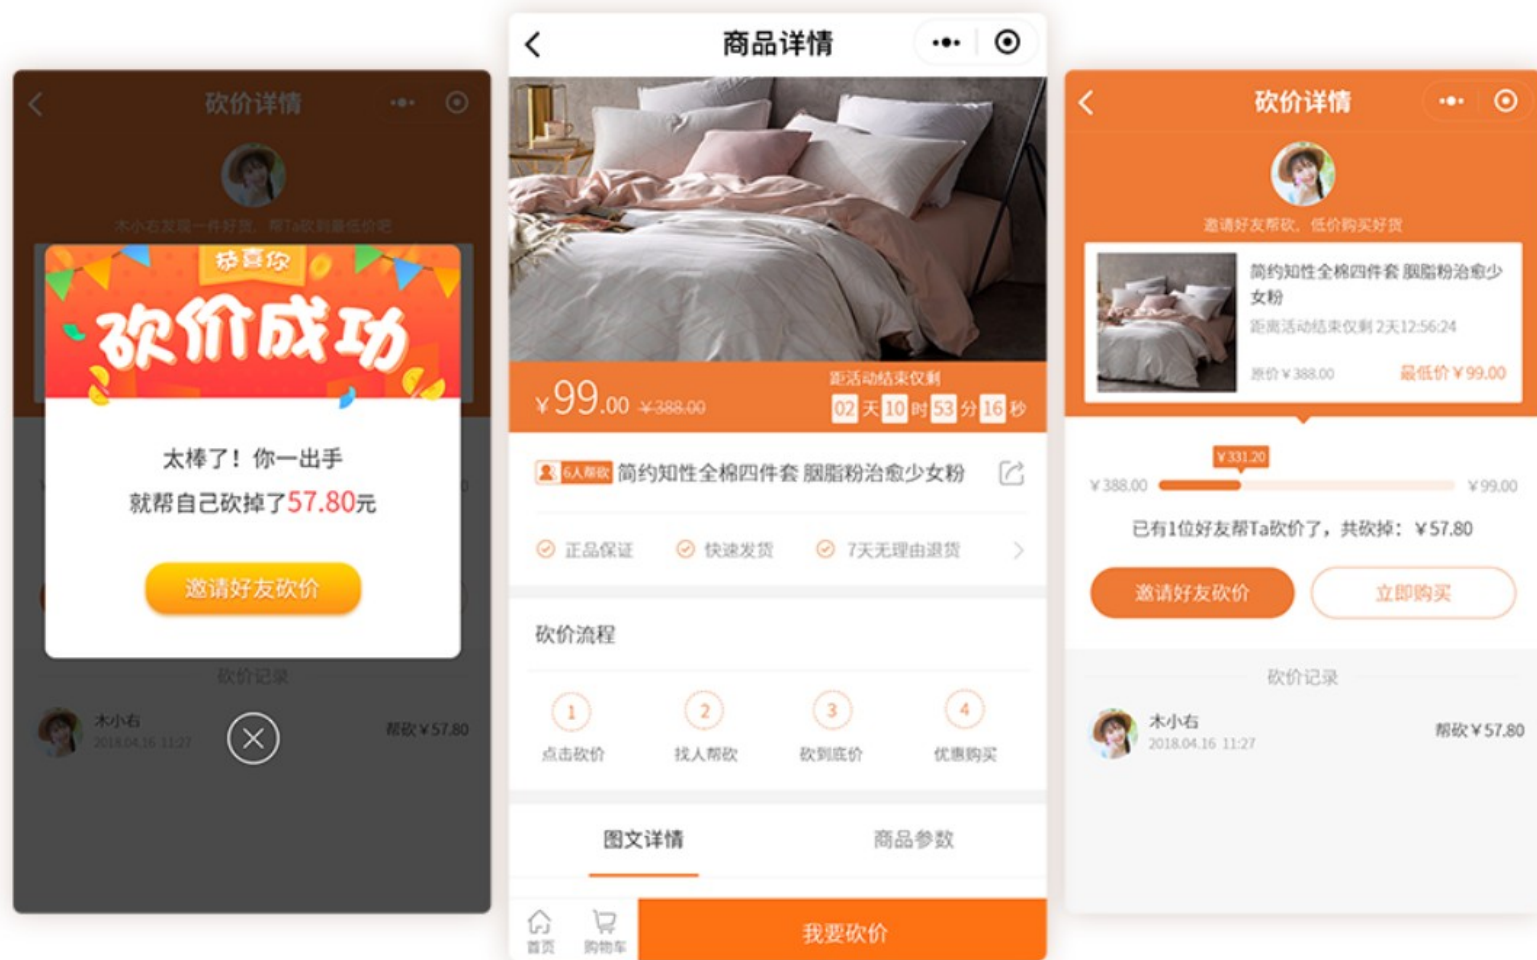 砍价详情
木小右发现一件好货，帮Ta砍到最低价吧
恭喜你
砍价成功
太棒了！你一出手
就帮自己砍掉了57.80元
邀请好友砍价
砍价记录
木小右
2018.04.16 11:27
帮砍￥57.80
商品详情
￥99.00 ￥388.00
距活动结束仅剩
02天10时53分16秒
6人帮砍 简约知性全棉四件套 胭脂粉治愈少女粉
正品保证 快速发货 7天无理由退货
砍价流程
1 2 3 4
点击砍价 找人帮砍 砍到底价 优惠购买
图文详情 商品参数
首页 购物车 我要砍价
砍价详情
邀请好友帮砍，低价购买好货
简约知性全棉四件套 胭脂粉治愈少
女粉
距离活动结束仅剩 2天12:56:24
原价￥388.00 最低价￥99.00
￥331.20
￥388.00 ￥99.00
已有1位好友帮Ta砍价了，共砍掉：￥57.80
邀请好友砍价 立即购买
砍价记录
木小右
2018.04.16 11:27
帮砍￥57.80